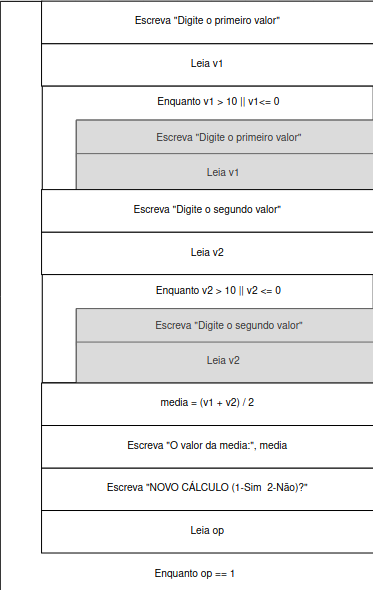 Escreva "Digite o primeiro valor"
Leia v1
Enquanto v1 > 10 || v1<= 0
Escreva "Digite o primeiro valor"
Leia v1
Escreva "Digite o segundo valor"
Leia v2
Enquanto v2 > 10 || v2 <= 0
Escreva "Digite o segundo valor"
Leia v2
media = (v1 + v2) / 2
Escreva "O valor da media:", media
Escreva "NOVO CÁLCULO (1-Sim 2-Não)?"
Leia op
Enquanto op == 1